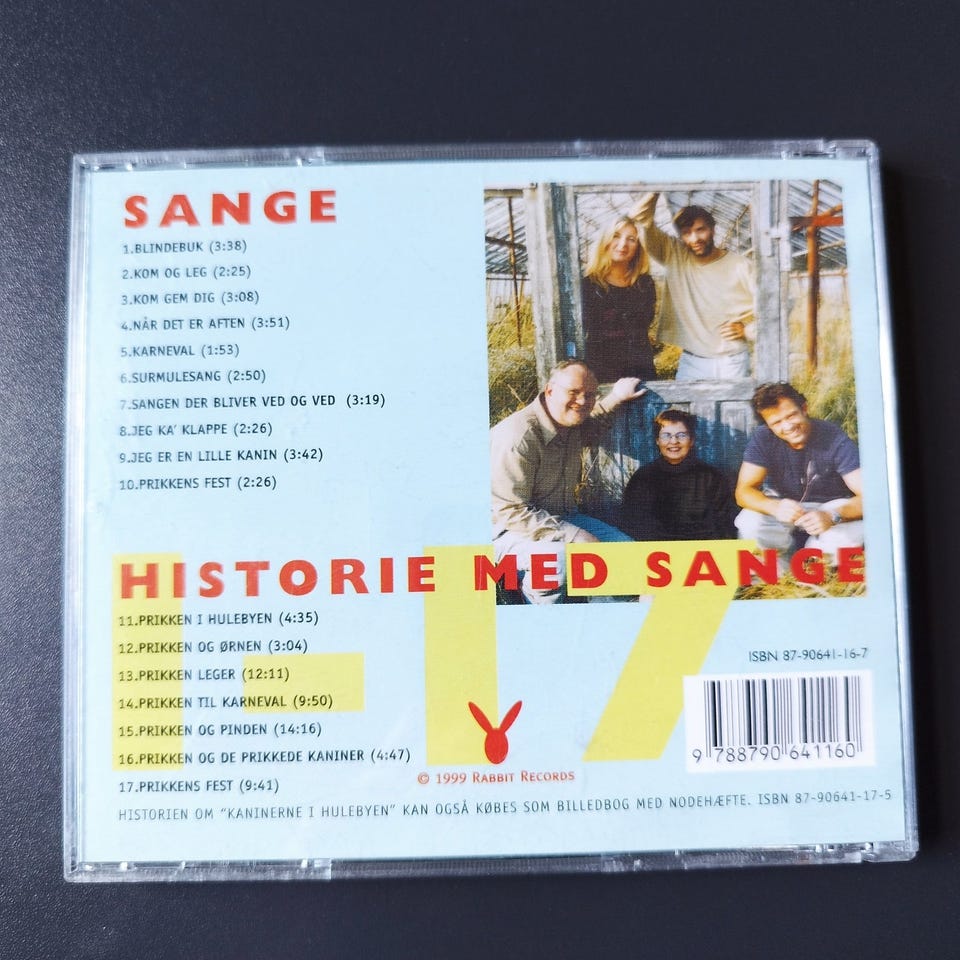 SANGE
1.BLINDEBUK (3:38)
2.KOM OG LEG (2:25)
3.KOM GEM DIG (3:08)
4.NÅR DET ER AFTEN (3:51)
5.KARNEVAL (1:53)
6.SURMULESANG (2:50)
7.SANGEN DER BLIVER VED OG VED (3:19)
8.JEG KA' KLAPPE (2:26)
9.JEG ER EN LILLE KANIN (3:42)
10.PRIKKENS FEST (2:26)
HISTORIE MED SANGE
1-17
11.PRIKKEN I HULEBYEN (4:35)
12.PRIKKEN OG ØRNEN (3:04)
13.PRIKKEN LEGER (12:11)
14.PRIKKEN TIL KARNEVAL (9:50)
15.PRIKKEN OG PINDEN (14:16)
16.PRIKKEN OG DE PRIKKEDE KANINER (4:47)
17.PRIKKENS FEST (9:41)
ISBN 87-90641-16-7
9 788790 641160
© 1999 RABBIT RECORDS
HISTORIEN OM "KANINERNE I HULEBYEN" KAN OGSÅ KØBES SOM BILLEDBOG MED NODEHÆFTE. ISBN 87-90641-17-5